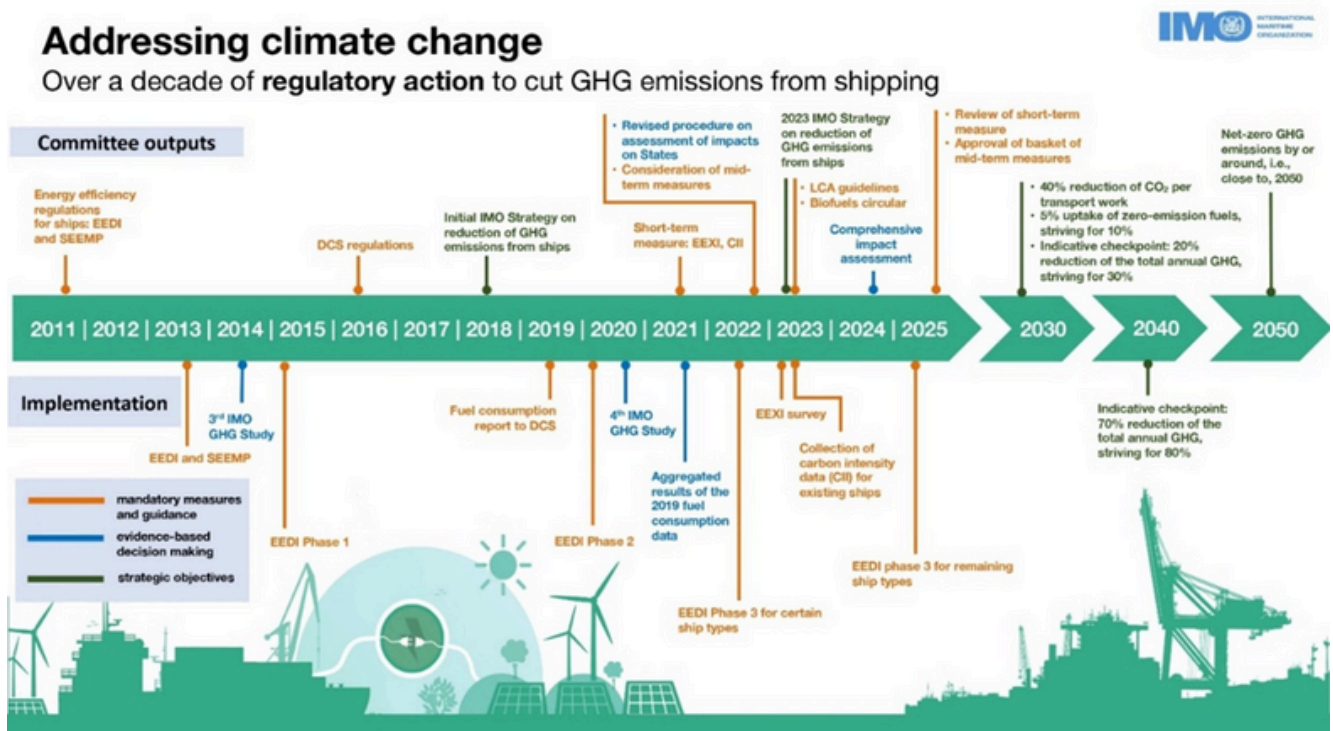 Addressing climate change
Over a decade of regulatory action to cut GHG emissions from shipping
IMO
INTERNATIONAL
MARITIME
ORGANIZATION
Committee outputs
Energy efficiency
regulations
for ships: EEDI
and SEEMP
DCS regulations
Initial IMO Strategy on
reduction of GHG
emissions from ships
• Revised procedure on
assessment of impacts
on States
• Consideration of mid-
term measures
Short-term
measure: EEXI, CII
2023 IMO Strategy
on reduction of
GHG emissions
from ships
• LCA guidelines
• Biofuels circular
Comprehensive
impact
assessment
• Review of short-term
measure
• Approval of basket of
mid-term measures
• 40% reduction of CO₂ per
transport work
• 5% uptake of zero-emission fuels,
striving for 10%
• Indicative checkpoint: 20%
reduction of the total annual GHG,
striving for 30%
Net-zero GHG
emissions by or
around, i.e.,
close to, 2050
2011 | 2012 | 2013 | 2014 | 2015 | 2016 | 2017 | 2018 | 2019 | 2020 | 2021 | 2022 | 2023 | 2024 | 2025
2030
2040
2050
Implementation
EEDI and SEEMP
3rd IMO
GHG Study
EEDI Phase 1
Fuel consumption
report to DCS
EEDI Phase 2
4th IMO
GHG Study
Aggregated
results of the
2019 fuel
consumption
data
EEDI Phase 3 for certain
ship types
EEXI survey
Collection of
carbon intensity
data (CII) for
existing ships
EEDI phase 3 for remaining
ship types
Indicative checkpoint:
70% reduction of the
total annual GHG,
striving for 80%
mandatory measures
and guidance
evidence-based
decision making
strategic objectives